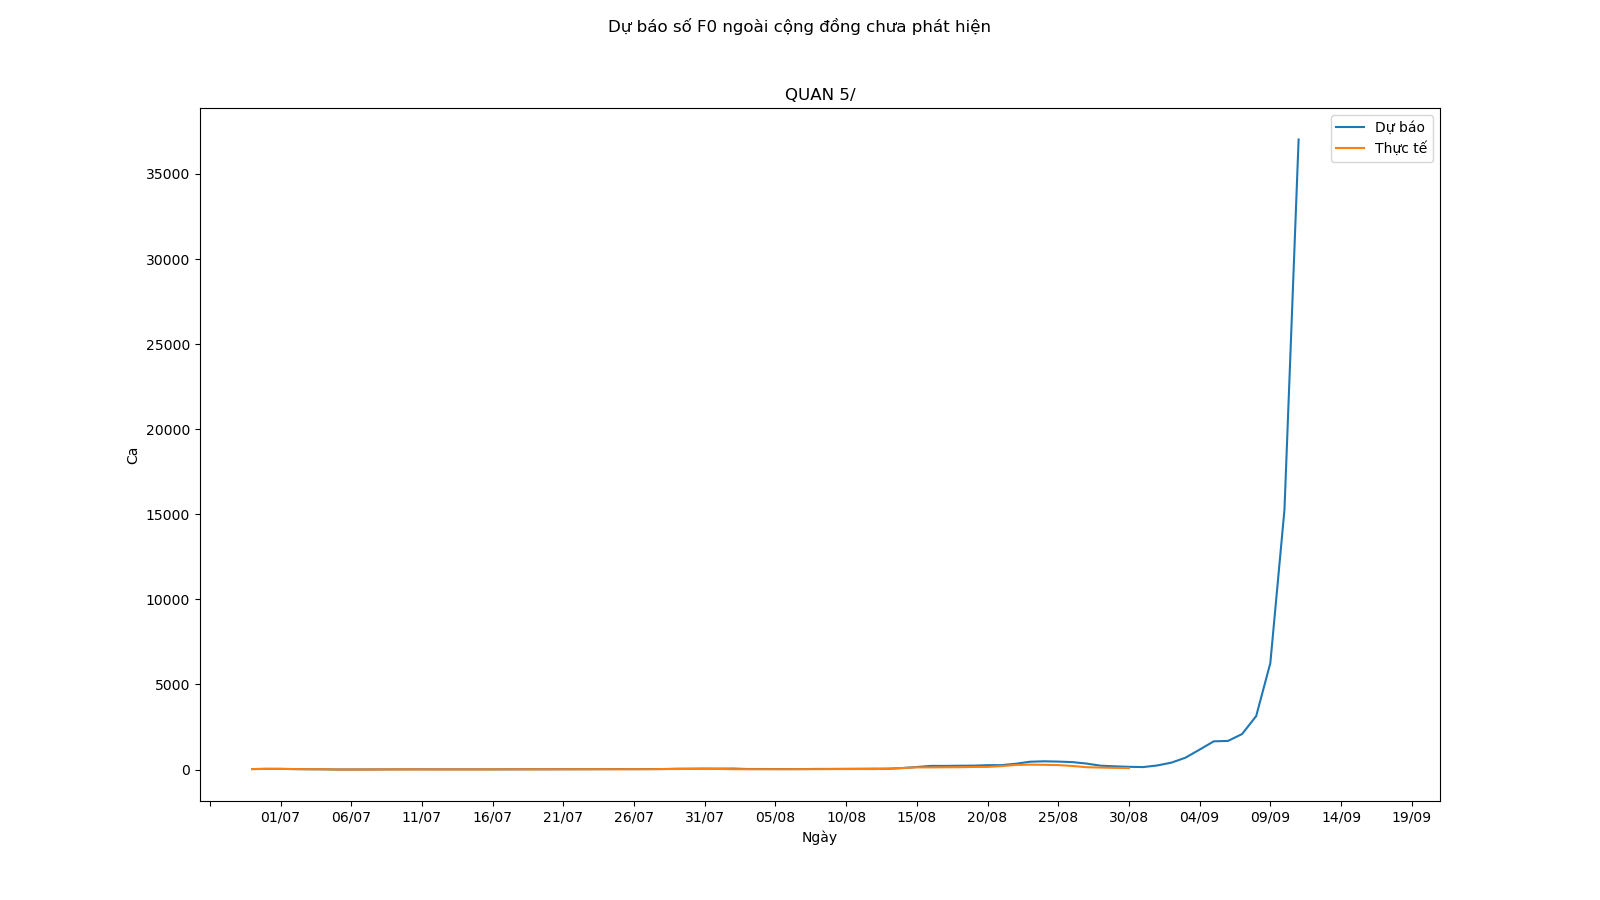 Dự báo số F0 ngoài cộng đồng chưa phát hiện
QUAN 5/
Dự báo
Thực tế
35000
30000
25000
20000
15000
10000
5000
0
Ca
01/07 06/07 11/07 16/07 21/07 26/07 31/07 05/08 10/08 15/08 20/08 25/08 30/08 04/09 09/09 14/09 19/09
Ngày